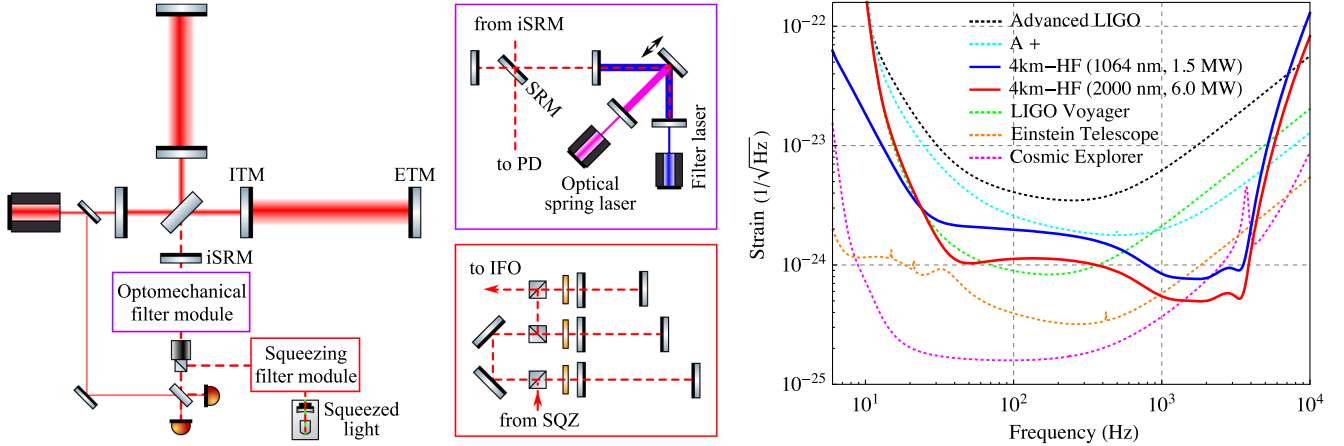 ITM
ETM
iSRM
Optomechanical
filter module
Squeezing
filter module
Squeezed
light
from iSRM
SRM
to PD
Optical
spring laser
Filter laser
to IFO
from SQZ
Advanced LIGO
A +
4km−HF (1064 nm, 1.5 MW)
4km−HF (2000 nm, 6.0 MW)
LIGO Voyager
Einstein Telescope
Cosmic Explorer
Strain (1/√Hz)
10⁻²²
10⁻²³
10⁻²⁴
10⁻²⁵
10¹
10²
10³
10⁴
Frequency (Hz)